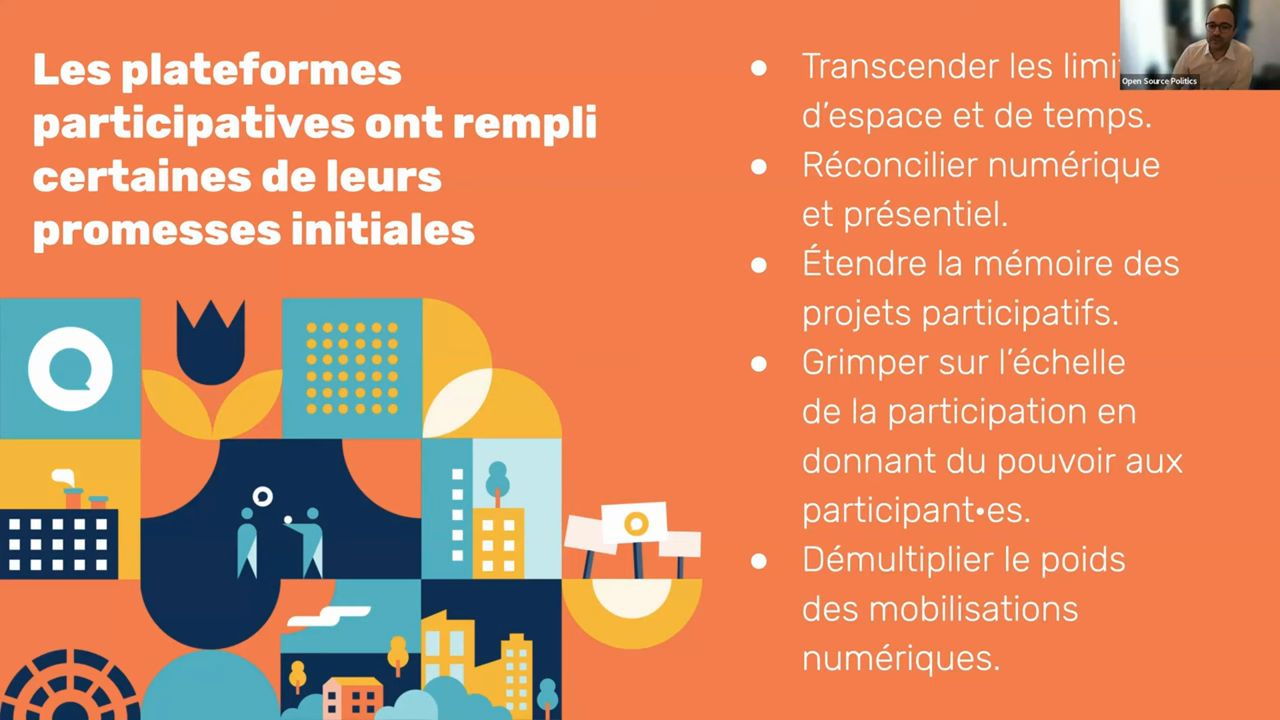 Les plateformes
participatives ont rempli
certaines de leurs
promesses initiales
• Transcender les
d’espace et de temps.
• Réconcilier numérique
et présentiel.
• Étendre la mémoire des
projets participatifs.
• Grimper sur l’échelle
de la participation en
donnant du pouvoir aux
participant•es.
• Démultiplier le poids
des mobilisations
numériques.
Open Source Politics